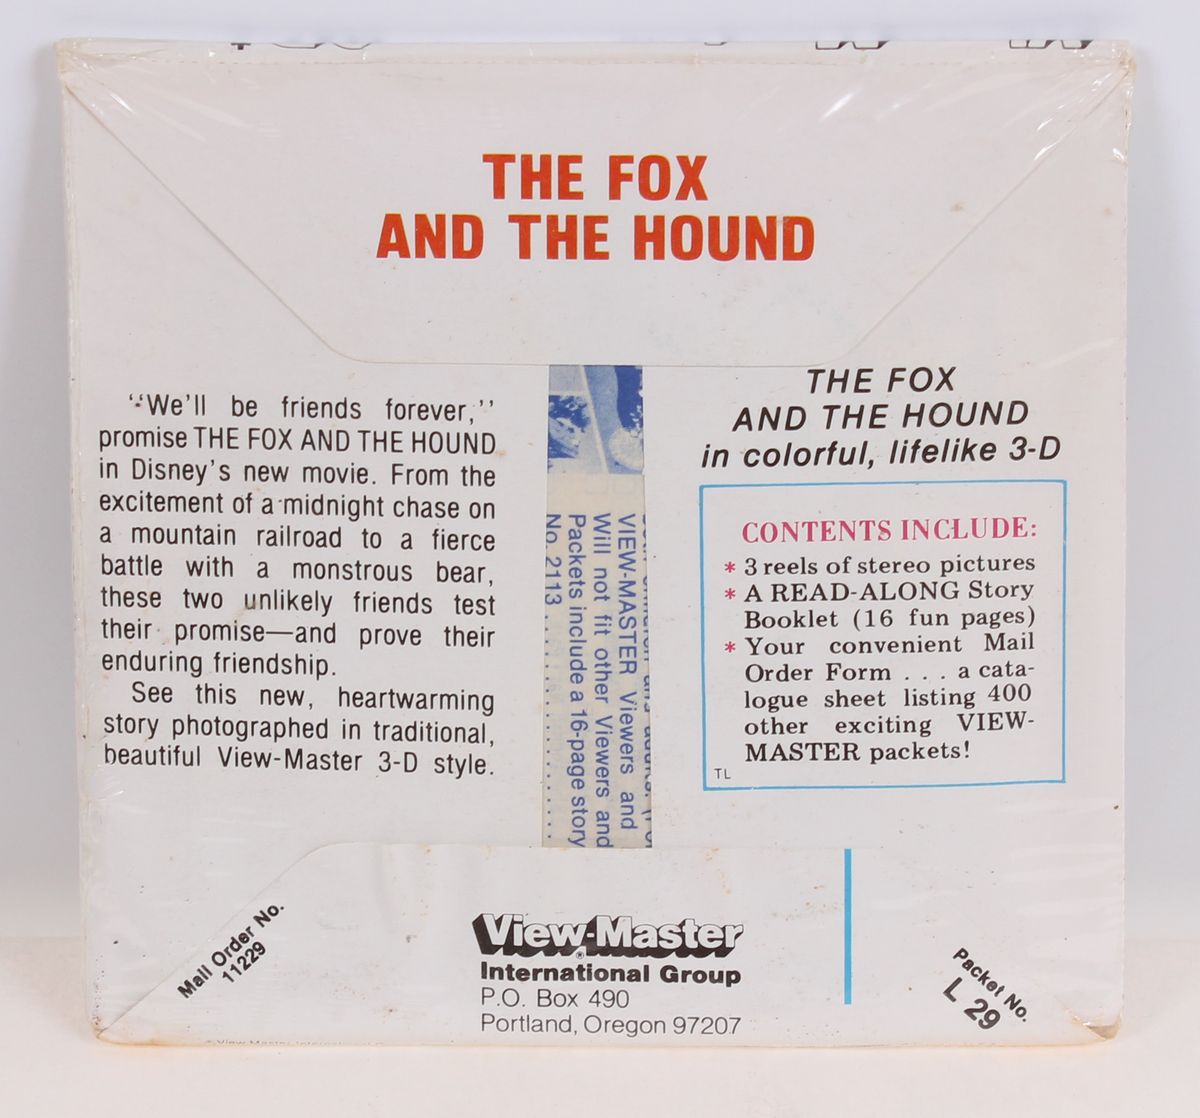 THE FOX
AND THE HOUND
‘‘We'll be friends forever,’’
promise THE FOX AND THE HOUND
in Disney's new movie. From the
excitement of a midnight chase on
a mountain railroad to a fierce
battle with a monstrous bear,
these two unlikely friends test
their promise—and prove their
enduring friendship.
See this new, heartwarming
story photographed in traditional,
beautiful View-Master 3-D style.
VIEW-MASTER Viewers and
Will not fit other Viewers and
Packets include a 16-page story
No. 2113 . . . . . . . . . . . .
THE FOX
AND THE HOUND
in colorful, lifelike 3-D
CONTENTS INCLUDE:
* 3 reels of stereo pictures
* A READ-ALONG Story
Booklet (16 fun pages)
* Your convenient Mail
Order Form . . . a cata-
logue sheet listing 400
other exciting VIEW-
MASTER packets!
TL
Mail Order No.
11229
View-Master
®
International Group
P.O. Box 490
Portland, Oregon 97207
Packet No.
L 29